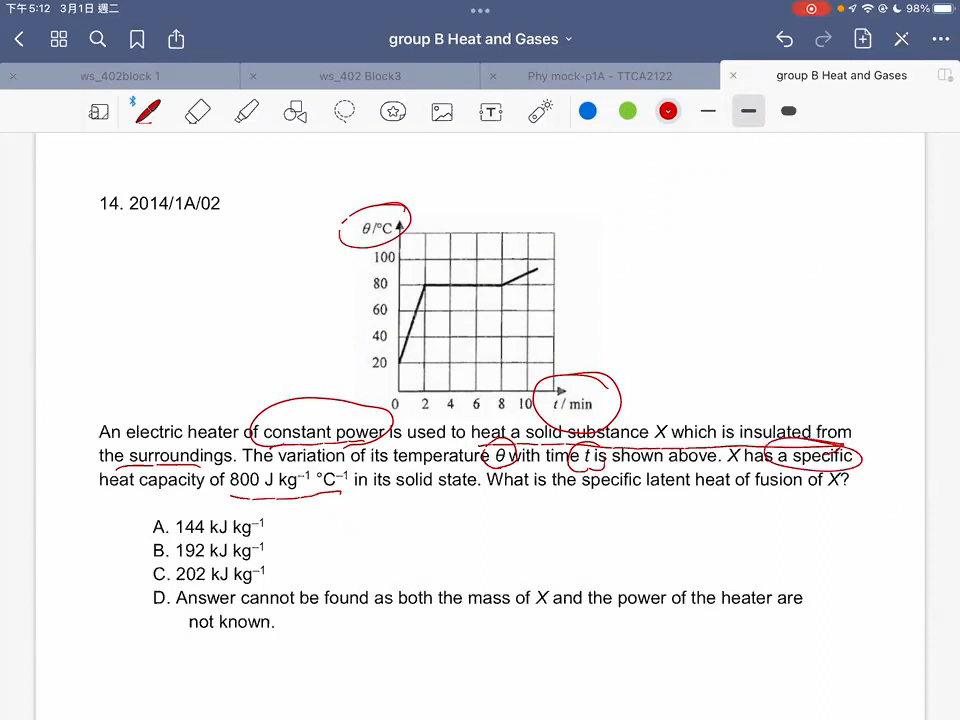 下午5:12 3月1日 週二
98%
group B Heat and Gases
ws_402block 1
ws_402 Block3
Phy mock-p1A - TTCA2122
group B Heat and Gases
14. 2014/1A/02
θ/°C
100
80
60
40
20
0 2 4 6 8 10 t / min
An electric heater of constant power is used to heat a solid substance X which is insulated from
the surroundings. The variation of its temperature θ with time t is shown above. X has a specific
heat capacity of 800 J kg⁻¹ °C⁻¹ in its solid state. What is the specific latent heat of fusion of X?
A. 144 kJ kg⁻¹
B. 192 kJ kg⁻¹
C. 202 kJ kg⁻¹
D. Answer cannot be found as both the mass of X and the power of the heater are
not known.